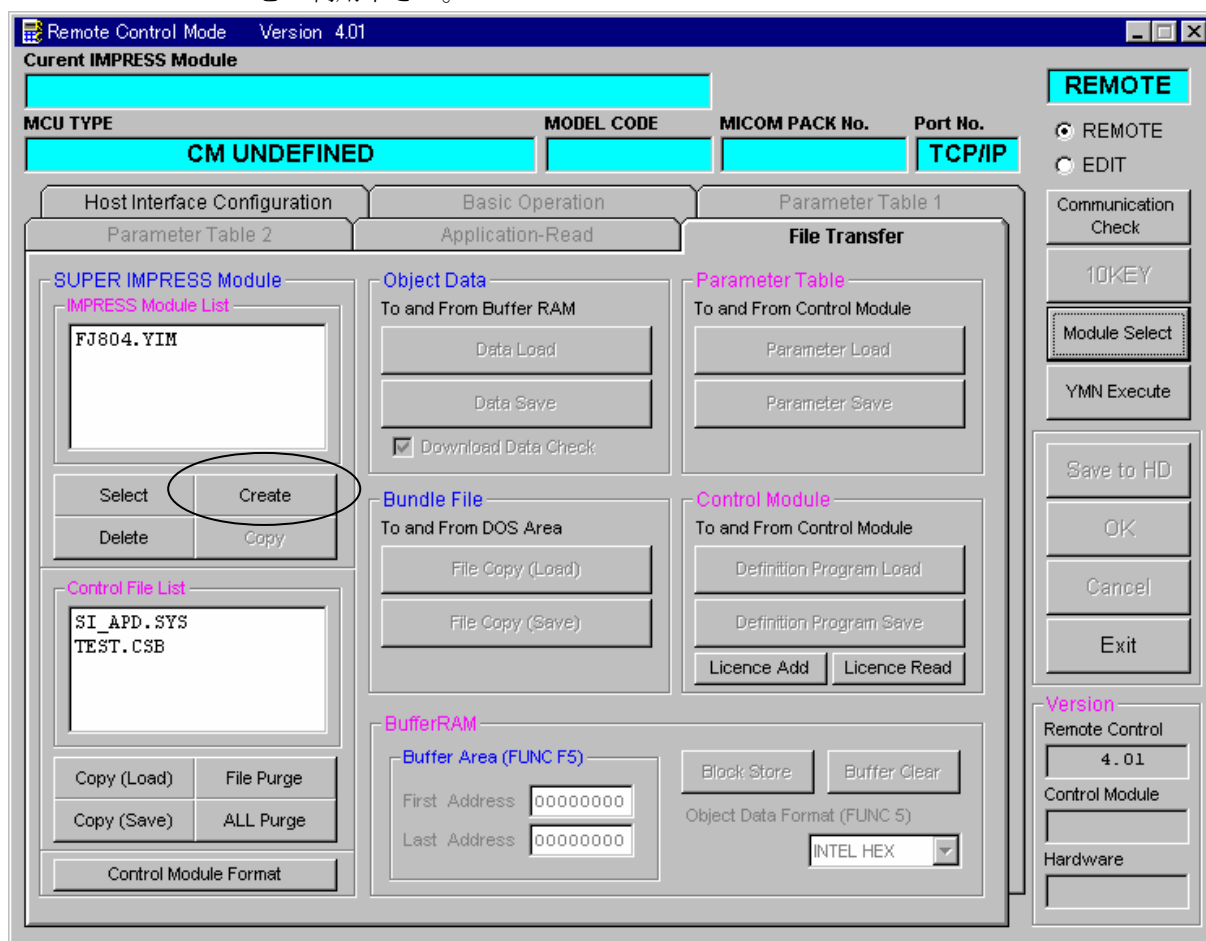 Remote Control Mode Version 4.01
Curent IMPRESS Module
REMOTE
MCU TYPE MODEL CODE MICOM PACK No. Port No.
REMOTE
CM UNDEFINED TCP/IP
EDIT
Host Interface Configuration Basic Operation Parameter Table 1
Parameter Table 2 Application-Read File Transfer
Communication Check
10KEY
Module Select
YMN Execute
SUPER IMPRESS Module
IMPRESS Module List
FJ804.YIM
Select Create
Delete Copy
Control File List
SI_APD.SYS
TEST.CSB
Copy (Load) File Purge
Copy (Save) ALL Purge
Control Module Format
Object Data
To and From Buffer RAM
Data Load
Data Save
Download Data Check
Bundle File
To and From DOS Area
File Copy (Load)
File Copy (Save)
Parameter Table
To and From Control Module
Parameter Load
Parameter Save
Control Module
To and From Control Module
Definition Program Load
Definition Program Save
Licence Add Licence Read
BufferRAM
Buffer Area (FUNC F5)
First Address 00000000
Last Address 00000000
Block Store Buffer Clear
Object Data Format (FUNC 5)
INTEL HEX
Save to HD
OK
Cancel
Exit
Version
Remote Control
4.01
Control Module
Hardware